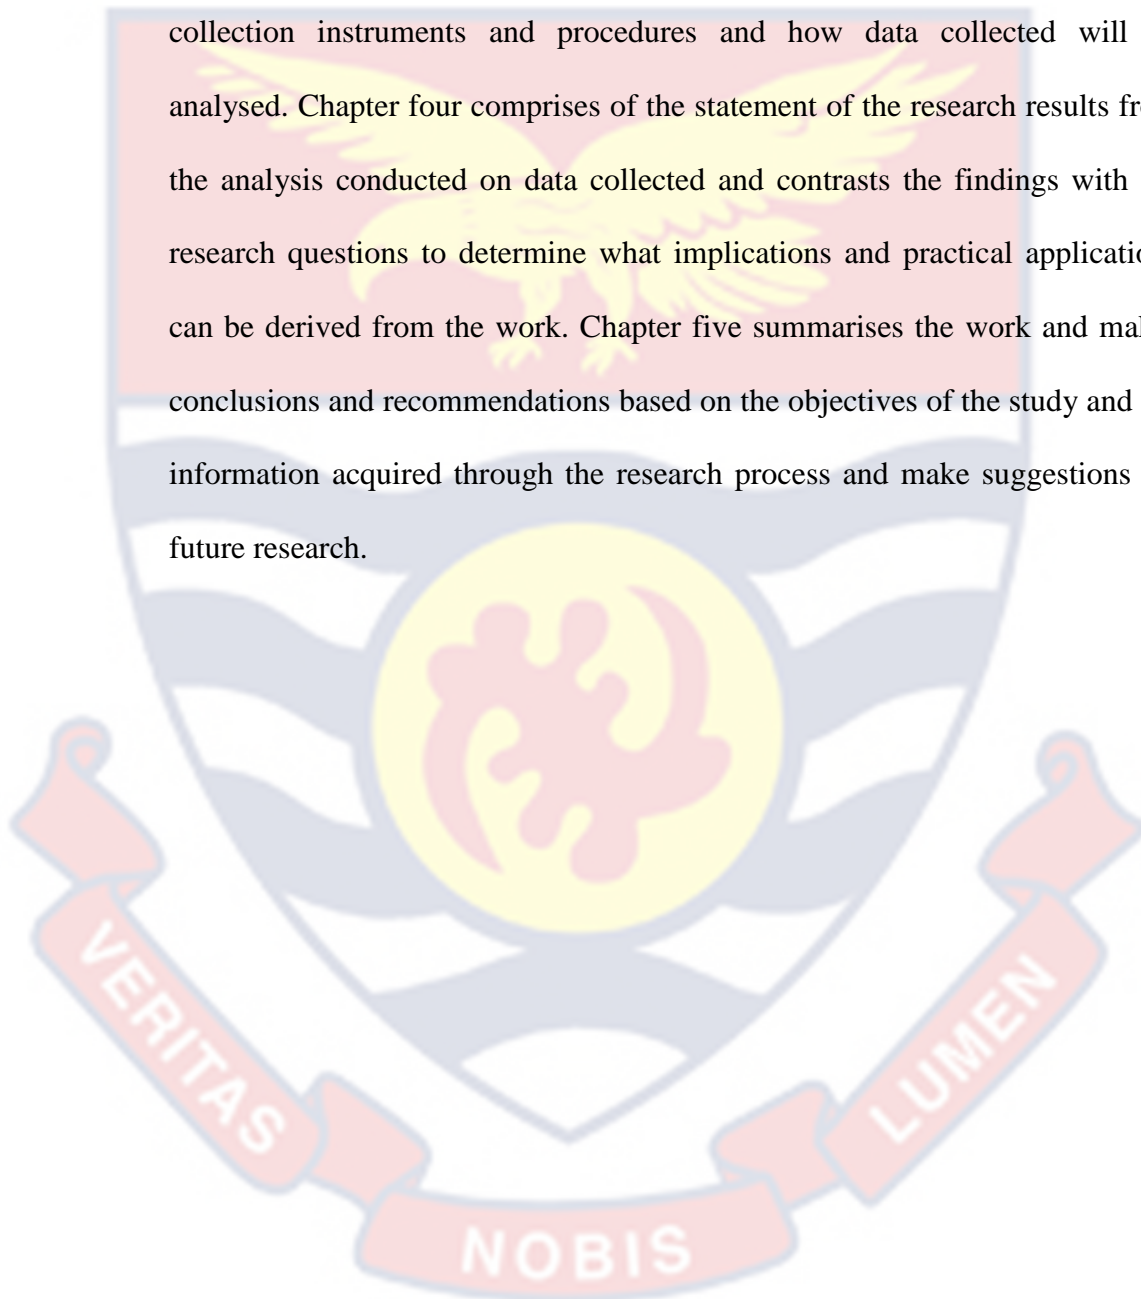 collection instruments and procedures and how data collected will
analysed. Chapter four comprises of the statement of the research results
the analysis conducted on data collected and contrasts the findings with
research questions to determine what implications and practical
can be derived from the work. Chapter five summarises the work and
conclusions and recommendations based on the objectives of the study and
information acquired through the research process and make suggestions
future research.
VERITAS
NOBIS
LUMEN